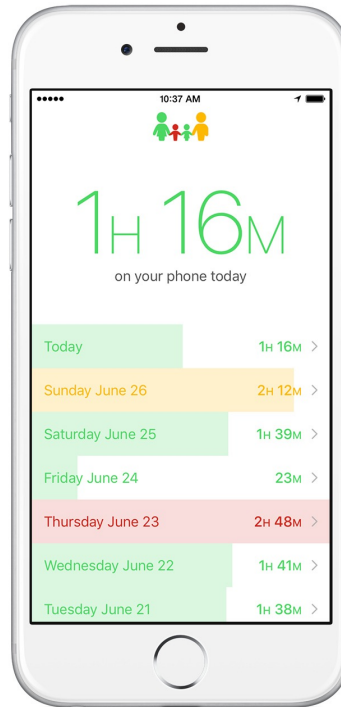 10:37 AM
1H 16M
on your phone today
Today 1H 16M
Sunday June 26 2H 12M
Saturday June 25 1H 39M
Friday June 24 23M
Thursday June 23 2H 48M
Wednesday June 22 1H 41M
Tuesday June 21 1H 38M